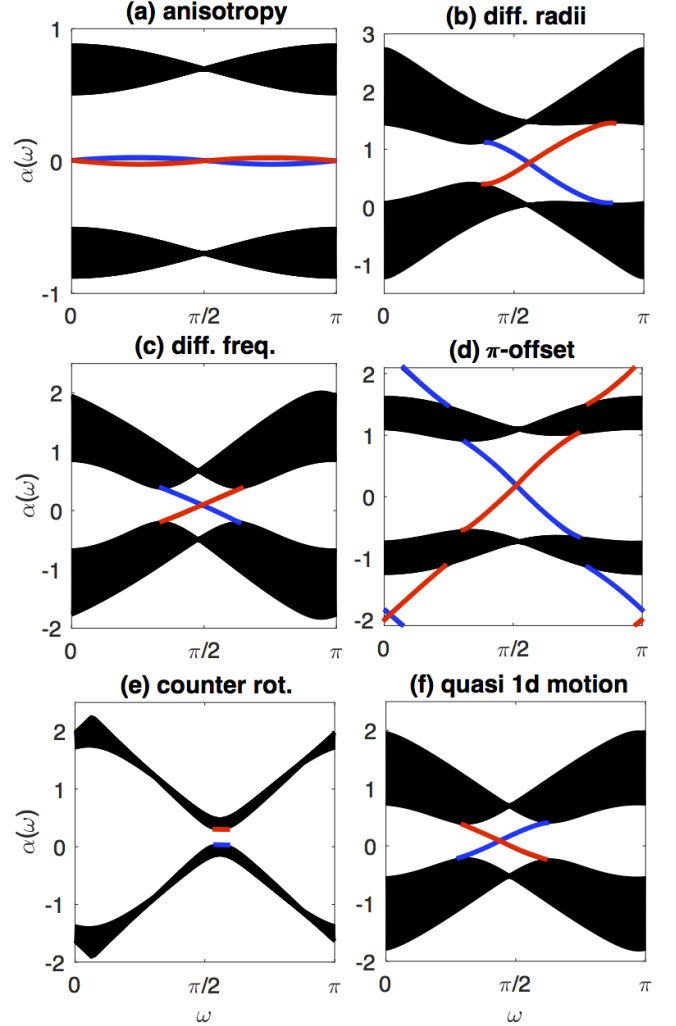 (a) anisotropy
(b) diff. radii
1
0
-1
α(ω)
0
π/2
π
3
2
1
0
-1
0
π/2
π
(c) diff. freq.
(d) π-offset
2
1
0
-1
-2
α(ω)
0
π/2
π
2
1
0
-1
-2
0
π/2
π
(e) counter rot.
(f) quasi 1d motion
2
1
0
-1
-2
α(ω)
0
π/2
π
ω
2
1
0
-1
-2
0
π/2
π
ω